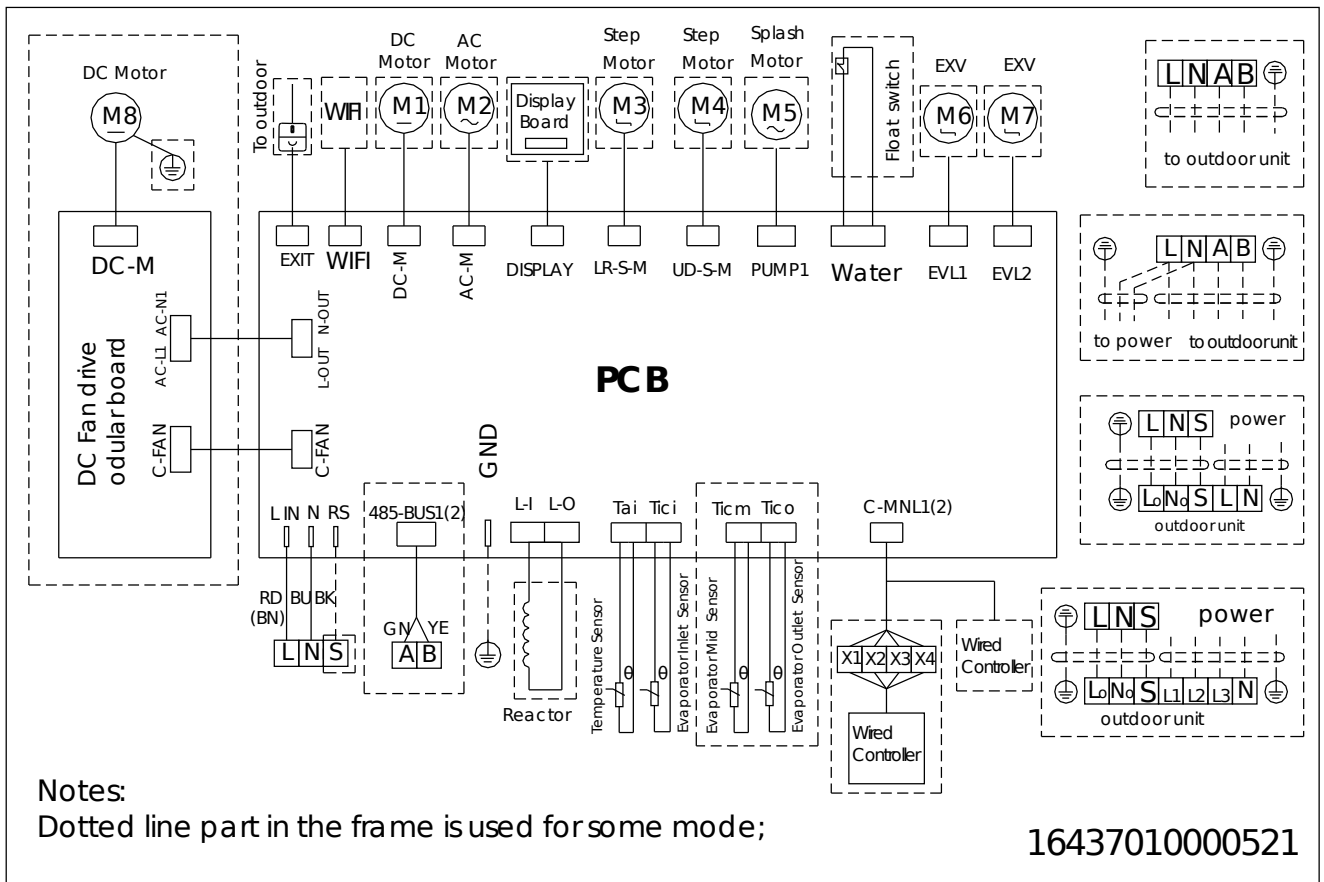 DC Motor
M8
DC-M
DC Fan drive
odular board
AC-L1 AC-N1
C-FAN
To outdoor
EXIT
WIFI
WIFI
DC
Motor
M1
DC-M
AC
Motor
M2
AC-M
Display
Board
DISPLAY
Step
Motor
M3
LR-S-M
Step
Motor
M4
UD-S-M
Splash
Motor
M5
PUMP1
Float switch
Water
EXV
M6
EVL1
EXV
M7
EVL2
L-OUT N-OUT
C-FAN
PCB
GND
L IN N RS
RD
(BN)
BU BK
L N S
485-BUS1(2)
GN YE
A B
L-I L-O
Reactor
Tai Tici
Temperature Sensor
θ
Evaporator Inlet Sensor
θ
Ticm Tico
Evaporator Mid Sensor
θ
Evaporator Outlet Sensor
θ
C-MNL1(2)
X1 X2 X3 X4
Wired
Controller
Wired
Controller
L N A B
to outdoor unit
L N A B
to power to outdoor unit
L N S power
Lo No S L N
outdoor unit
L N S power
Lo No S L1 L2 L3 N
outdoor unit
Notes:
Dotted line part in the frame is used for some mode;
16437010000521